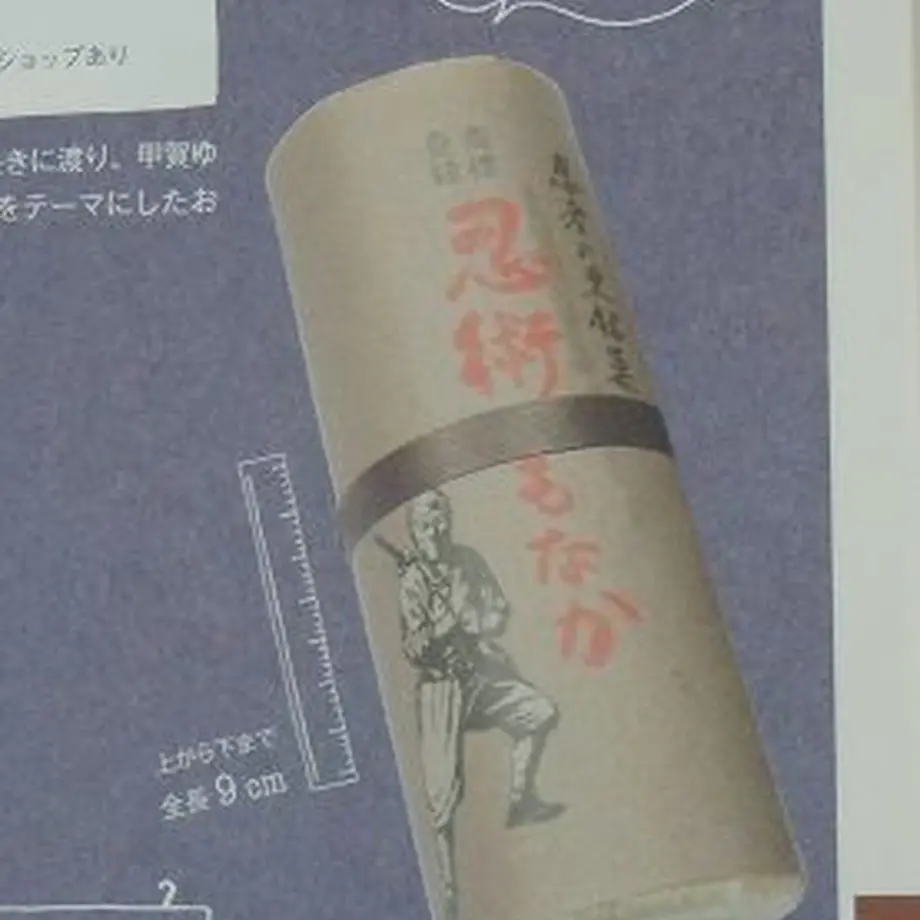 ショップあり
きに渡り。甲賀ゆ
をテーマにしたお
忍術
もなか
上から下まで
全長9cm